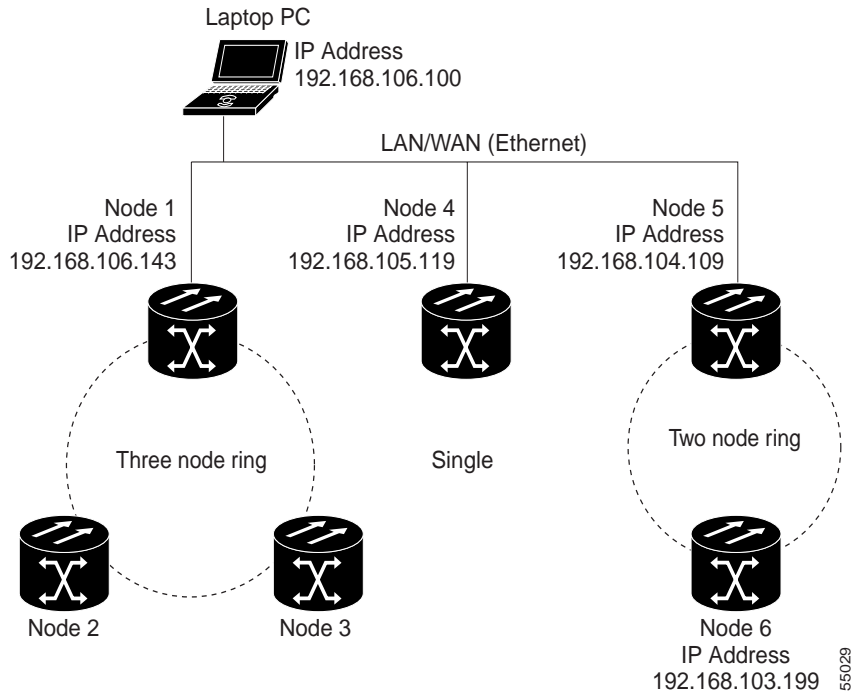 Laptop PC
IP Address
192.168.106.100
LAN/WAN (Ethernet)
Node 1
IP Address
192.168.106.143
Node 4
IP Address
192.168.105.119
Node 5
IP Address
192.168.104.109
Three node ring
Single
Two node ring
Node 2
Node 3
Node 6
IP Address
192.168.103.199
55029